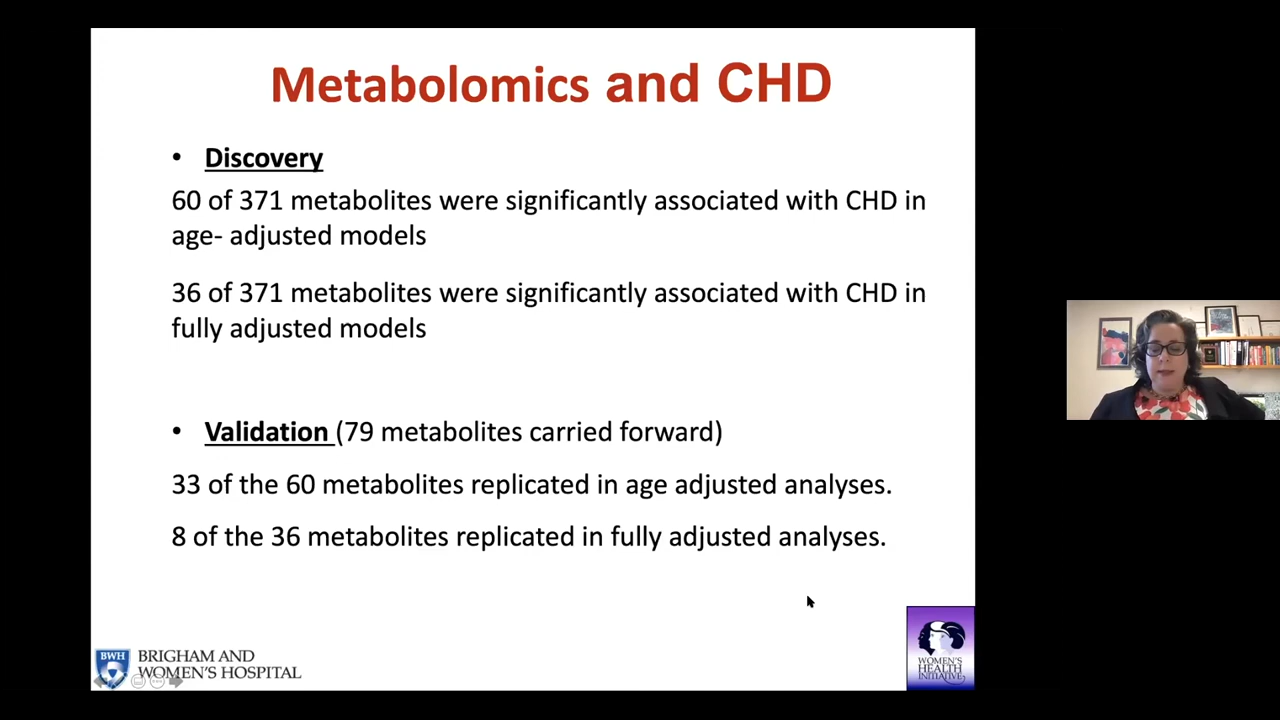 Metabolomics and CHD
• Discovery
60 of 371 metabolites were significantly associated with CHD in
age- adjusted models
36 of 371 metabolites were significantly associated with CHD in
fully adjusted models
• Validation (79 metabolites carried forward)
33 of the 60 metabolites replicated in age adjusted analyses.
8 of the 36 metabolites replicated in fully adjusted analyses.
BWH
BRIGHAM AND
WOMEN'S HOSPITAL
WOMEN'S
HEALTH
INITIATIVE